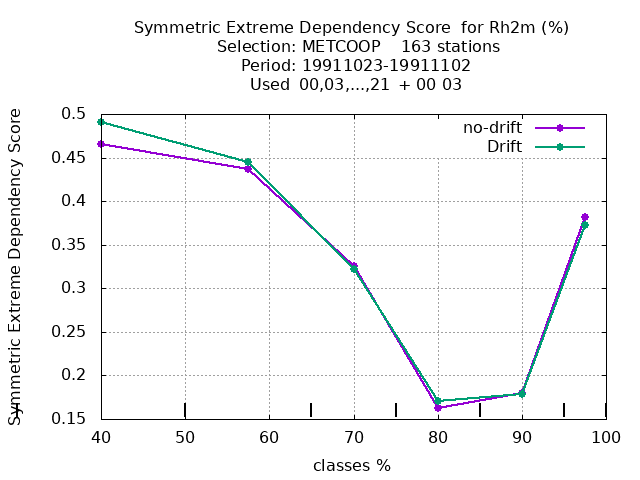 Symmetric Extreme Dependency Score  for Rh2m (%)
Selection: METCOOP    163 stations
Period: 19911023-19911102
Used  00,03,...,21  + 00 03
no-drift
Drift
Symmetric Extreme Dependency Score
0.5
0.45
0.4
0.35
0.3
0.25
0.2
0.15
40 50 60 70 80 90 100
classes %